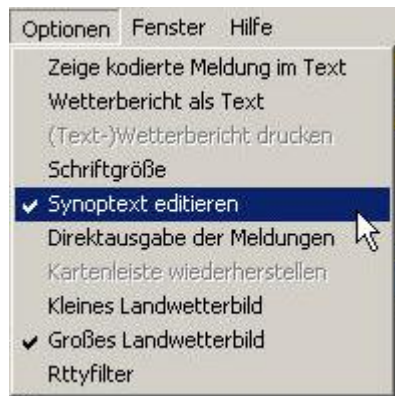 Optionen Fenster Hilfe
Zeige kodierte Meldung im Text
Wetterbericht als Text
(Text-)Wetterbericht drucken
Schriftgröße
Synoptext editieren
Direktausgabe der Meldungen
Kartenleiste wiederherstellen
Kleines Landwetterbild
Großes Landwetterbild
Rttyfilter